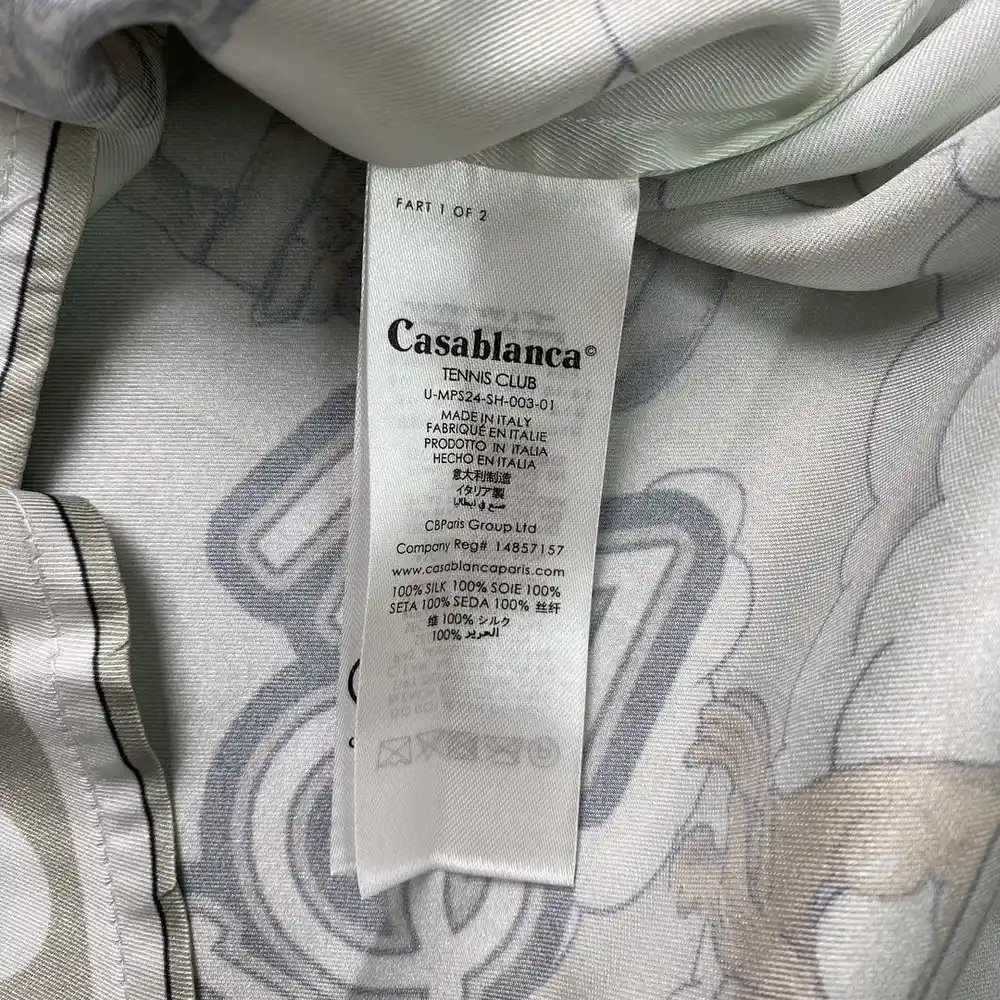 FART 1 OF 2
Casablanca©
TENNIS CLUB
U-MPS24-SH-003-01
MADE IN ITALY
FABRIQUÉ EN ITALIE
PRODOTTO IN ITALIA
HECHO EN ITALIA
意大利制造
イタリア製
صنع في ايطاليا
CBParis Group Ltd
Company Reg# 14857157
www.casablancaparis.com
100% SILK 100% SOIE 100%
SETA 100% SEDA 100% 丝纤
维 100% シルク
100% الحرير